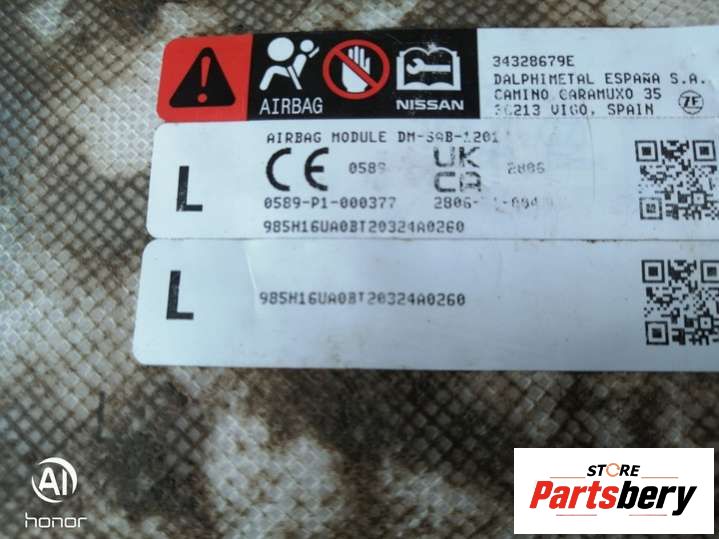 AIRBAG
NISSAN
34328679E
DALPHIMETAL ESPAÑA S.A.
CAMINO CARAMUXO 35
36213 VIGO, SPAIN
ZF
AIRBAG MODULE DM-SAB-1201
L
CE 0589
UK
CA
2806
0589-P1-000377
985H16UA0BT20324A0260
L
985H16UA0BT20324A0260
AI
honor
STORE
Partsbery